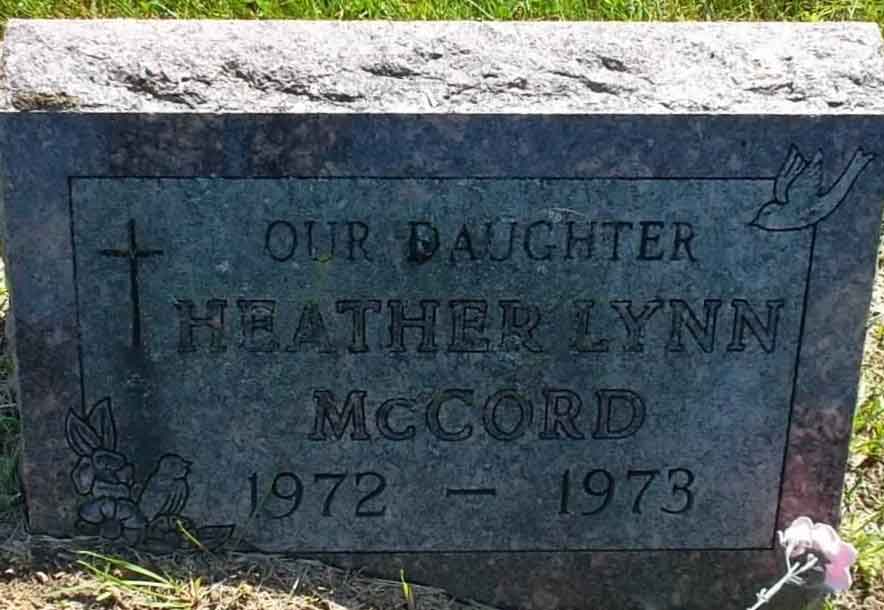 OUR DAUGHTER
HEATHER LYNN
McCORD
1972 — 1973